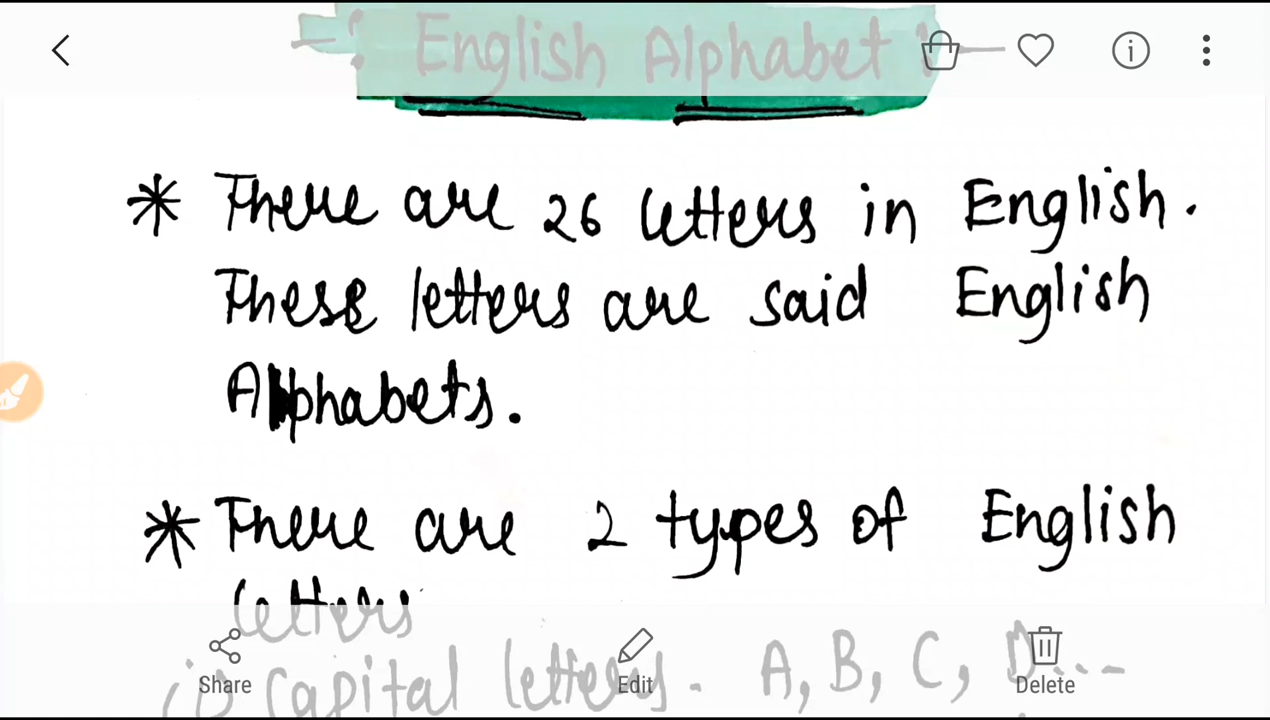 -: English Alphabet :-
* There are 26 letters in English.
These letters are said English
Alphabets.
* There are 2 types of English
letters
(i) Capital letters. A, B, C, D...-
Share Edit Delete